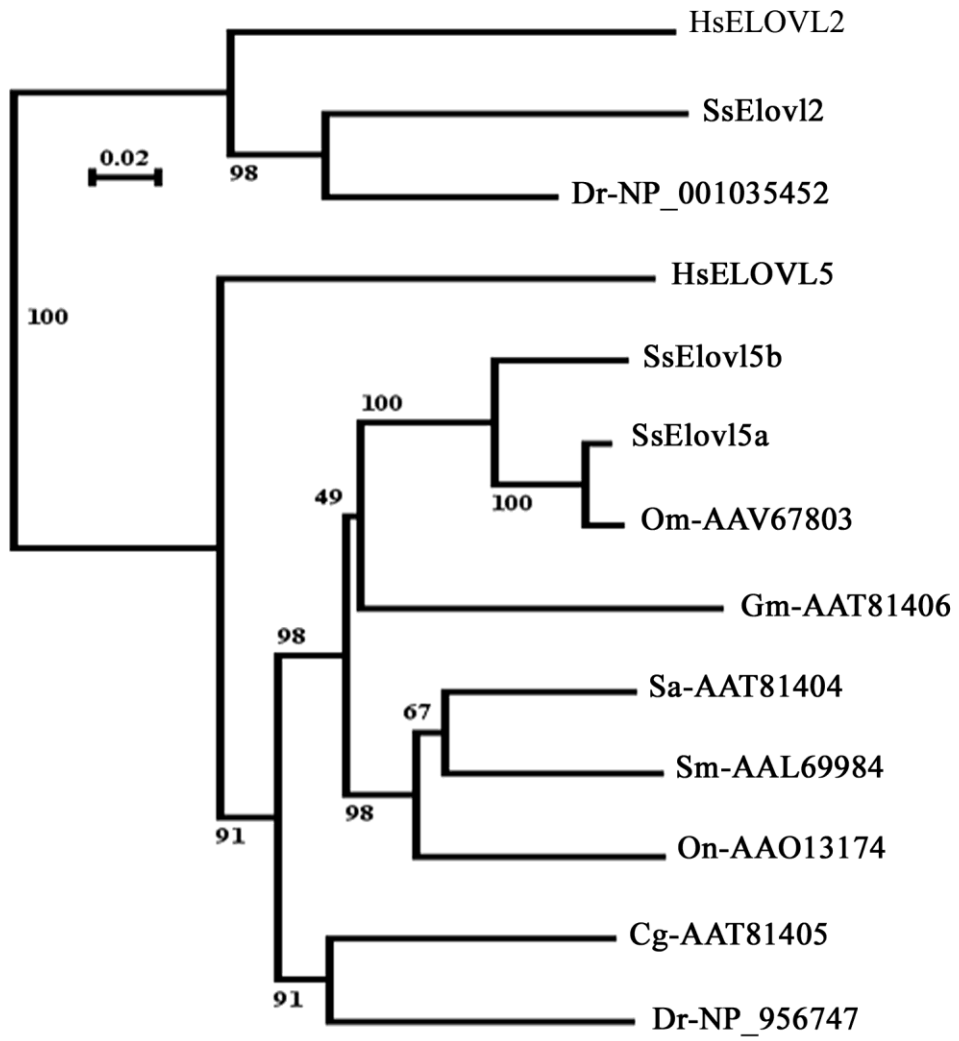 HsELOVL2
SsElovl2
0.02
98
Dr-NP_001035452
HsELOVL5
100
SsElovl5b
100
SsElovl5a
49
100
Om-AAV67803
Gm-AAT81406
98
Sa-AAT81404
67
Sm-AAL69984
98
91
On-AAO13174
Cg-AAT81405
91
Dr-NP_956747